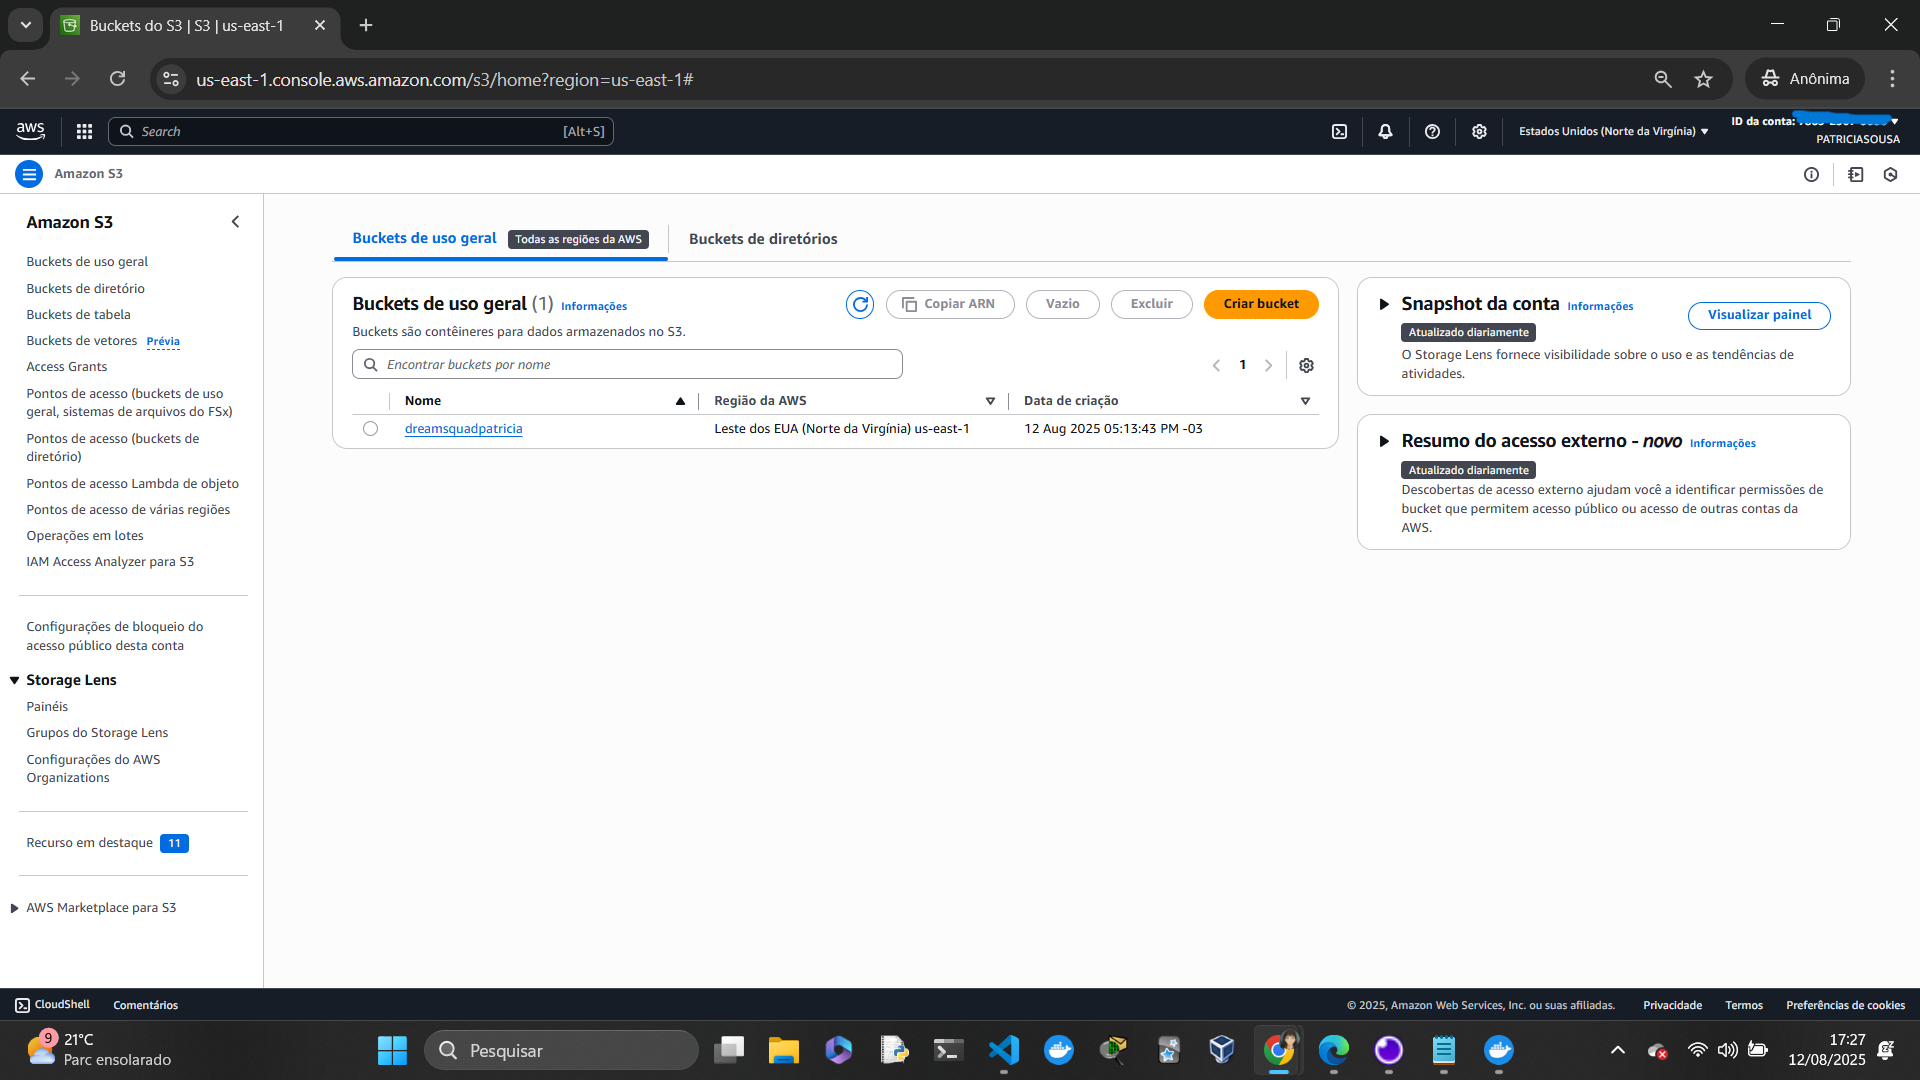 Buckets do S3 | S3 | us-east-1
us-east-1.console.aws.amazon.com/s3/home?region=us-east-1#
Anônima
aws
Search
[Alt+S]
Estados Unidos (Norte da Virgínia)
ID da conta:
PATRICIASOUSA
Amazon S3
Amazon S3
Buckets de uso geral
Buckets de diretório
Buckets de tabela
Buckets de vetores Prévia
Access Grants
Pontos de acesso (buckets de uso
geral, sistemas de arquivos do FSx)
Pontos de acesso (buckets de
diretório)
Pontos de acesso Lambda de objeto
Pontos de acesso de várias regiões
Operações em lotes
IAM Access Analyzer para S3
Configurações de bloqueio do
acesso público desta conta
Storage Lens
Painéis
Grupos do Storage Lens
Configurações do AWS
Organizations
Recurso em destaque 11
AWS Marketplace para S3
Buckets de uso geral Todas as regiões da AWS
Buckets de diretórios
Buckets de uso geral (1) Informações
Copiar ARN
Vazio
Excluir
Criar bucket
Buckets são contêineres para dados armazenados no S3.
Encontrar buckets por nome
1
Nome Região da AWS Data de criação
dreamsquadpatricia Leste dos EUA (Norte da Virgínia) us-east-1 12 Aug 2025 05:13:43 PM -03
Snapshot da conta Informações
Visualizar painel
Atualizado diariamente
O Storage Lens fornece visibilidade sobre o uso e as tendências de
atividades.
Resumo do acesso externo - novo Informações
Atualizado diariamente
Descobertas de acesso externo ajudam você a identificar permissões de
bucket que permitem acesso público ou acesso de outras contas da
AWS.
CloudShell Comentários
© 2025, Amazon Web Services, Inc. ou suas afiliadas. Privacidade Termos Preferências de cookies
9
21°C
Parc ensolarado
Pesquisar
17:27
12/08/2025